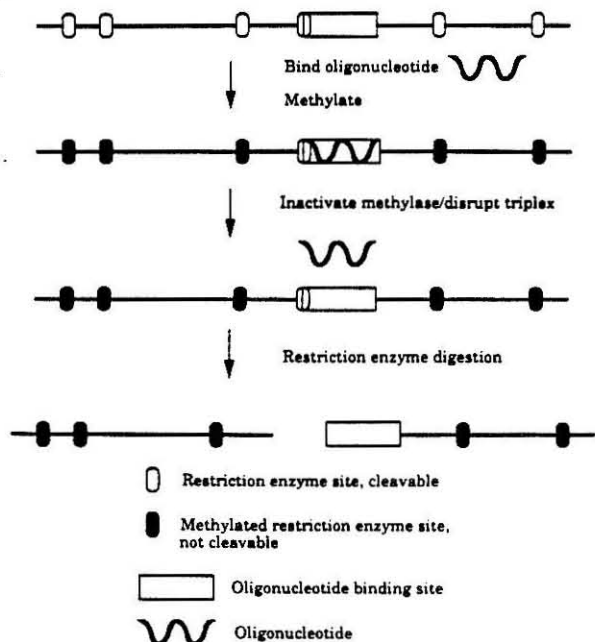 Bind oligonucleotide
Methylate
Inactivate methylase/disrupt triplex
Restriction enzyme digestion
Restriction enzyme site, cleavable
Methylated restriction enzyme site,
not cleavable
Oligonucleotide binding site
Oligonucleotide